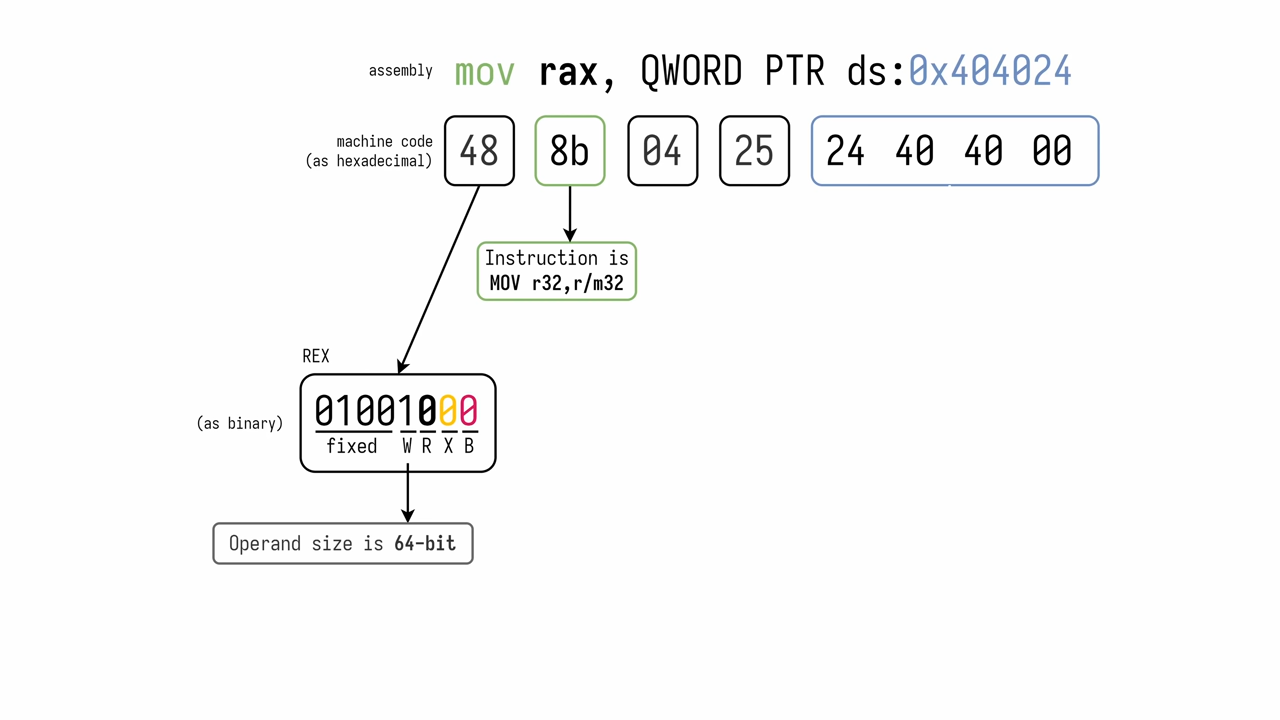 assembly mov rax, QWORD PTR ds:0x404024
machine code
(as hexadecimal)
48 8b 04 25 24 40 40 00
Instruction is
MOV r32,r/m32
REX
(as binary) 01001000
fixed W R X B
Operand size is 64-bit